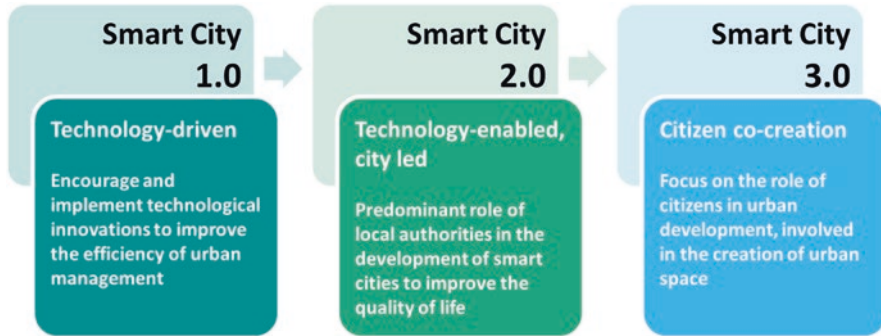 Smart City
1.0
Technology-driven
Encourage and
implement technological
innovations to improve
the efficiency of urban
management
Smart City
2.0
Technology-enabled,
city led
Predominant role of
local authorities in the
development of smart
cities to improve the
quality of life
Smart City
3.0
Citizen co-creation
Focus on the role of
citizens in urban
development, involved
in the creation of urban
space